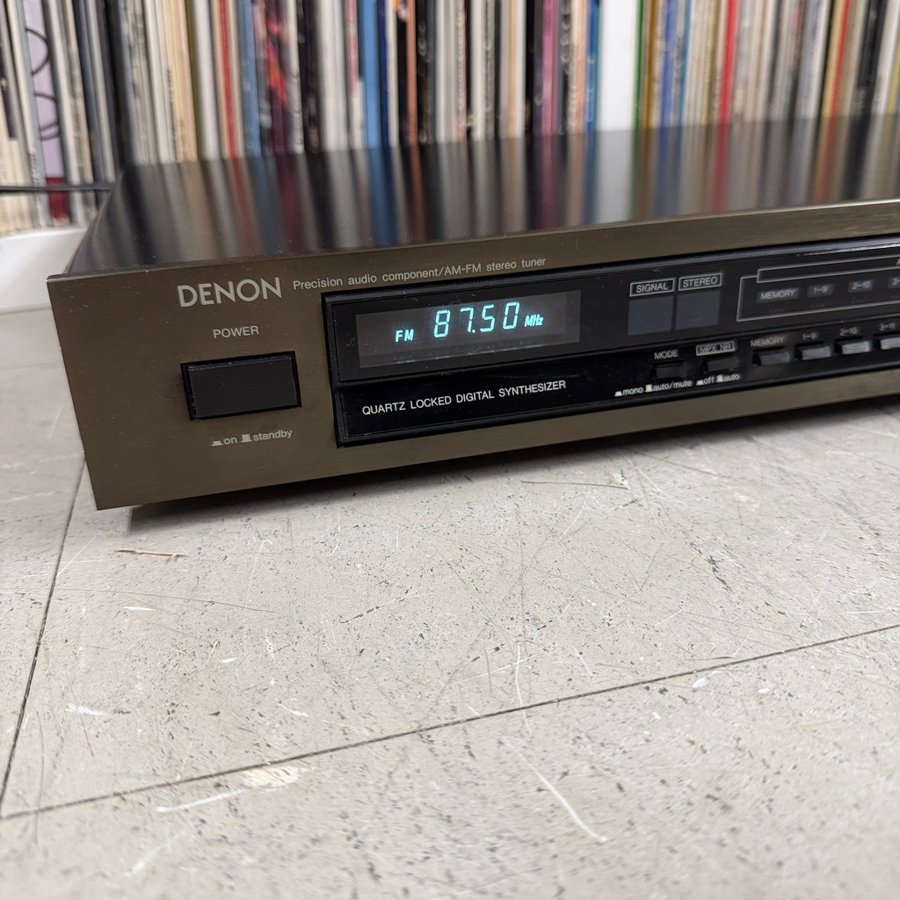 DENON Precision audio component/AM-FM stereo tuner
POWER
on standby
FM 87.50 MHz
QUARTZ LOCKED DIGITAL SYNTHESIZER
SIGNAL STEREO
MEMORY 1-9 2-10
MODE MPX NR MEMORY 1-9 2-10
mono auto/mute off auto